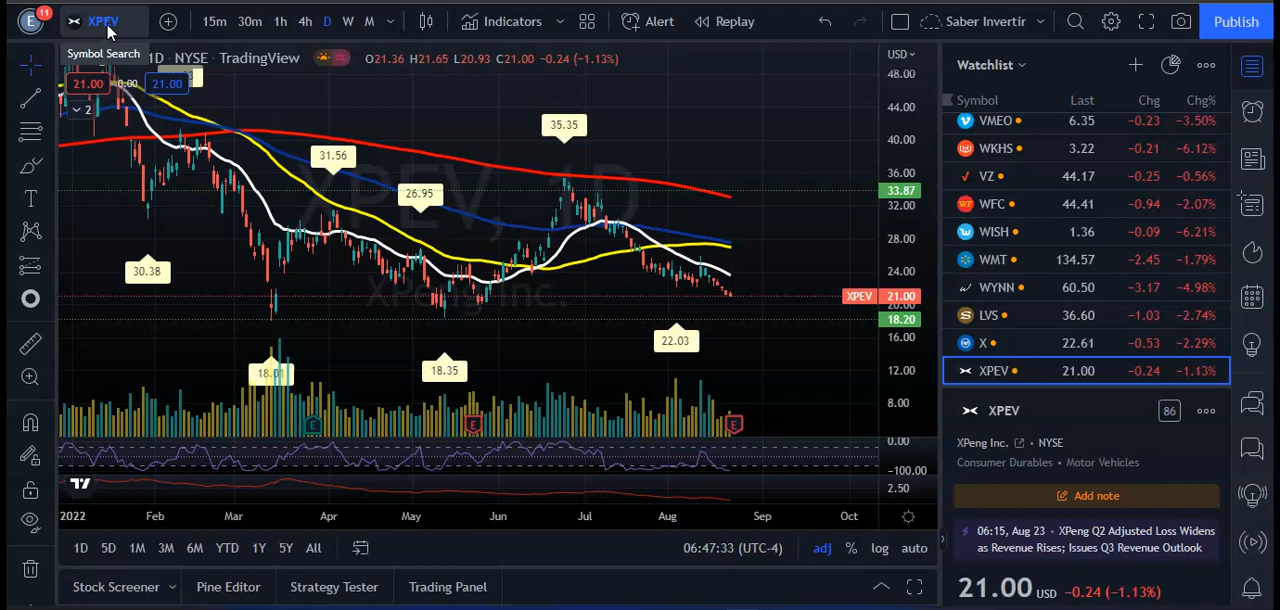 E 11 XPEV 15m 30m 1h 4h D W M Indicators Alert Replay Saber Invertir Publish
Symbol Search 1D NYSE TradingView O21.36 H21.65 L20.93 C21.00 -0.24 (-1.13%) USD
21.00 0.00 21.00
2
48.00
44.00
40.00
36.00
33.87
32.00
28.00
24.00
XPEV 21.00
20.00
18.20
16.00
12.00
8.00
0.00
-100.00
2.50
XPEV, 1D
XPeng Inc.
35.35
31.56
26.95
30.38
22.03
18.01
18.35
E E E
2022 Feb Mar Apr May Jun Jul Aug Sep Oct
1D 5D 1M 3M 6M YTD 1Y 5Y All 06:47:33 (UTC-4) adj % log auto
Stock Screener Pine Editor Strategy Tester Trading Panel
Watchlist
Symbol Last Chg Chg%
VMEO 6.35 -0.23 -3.50%
WKHS 3.22 -0.21 -6.12%
VZ 44.17 -0.25 -0.56%
WFC 44.41 -0.94 -2.07%
WISH 1.36 -0.09 -6.21%
WMT 134.57 -2.45 -1.79%
WYNN 60.50 -3.17 -4.98%
LVS 36.60 -1.03 -2.74%
X 22.61 -0.53 -2.29%
XPEV 21.00 -0.24 -1.13%
XPEV 86
XPeng Inc. • NYSE
Consumer Durables • Motor Vehicles
Add note
06:15, Aug 23 • XPeng Q2 Adjusted Loss Widens
as Revenue Rises; Issues Q3 Revenue Outlook
21.00 USD -0.24 (-1.13%)